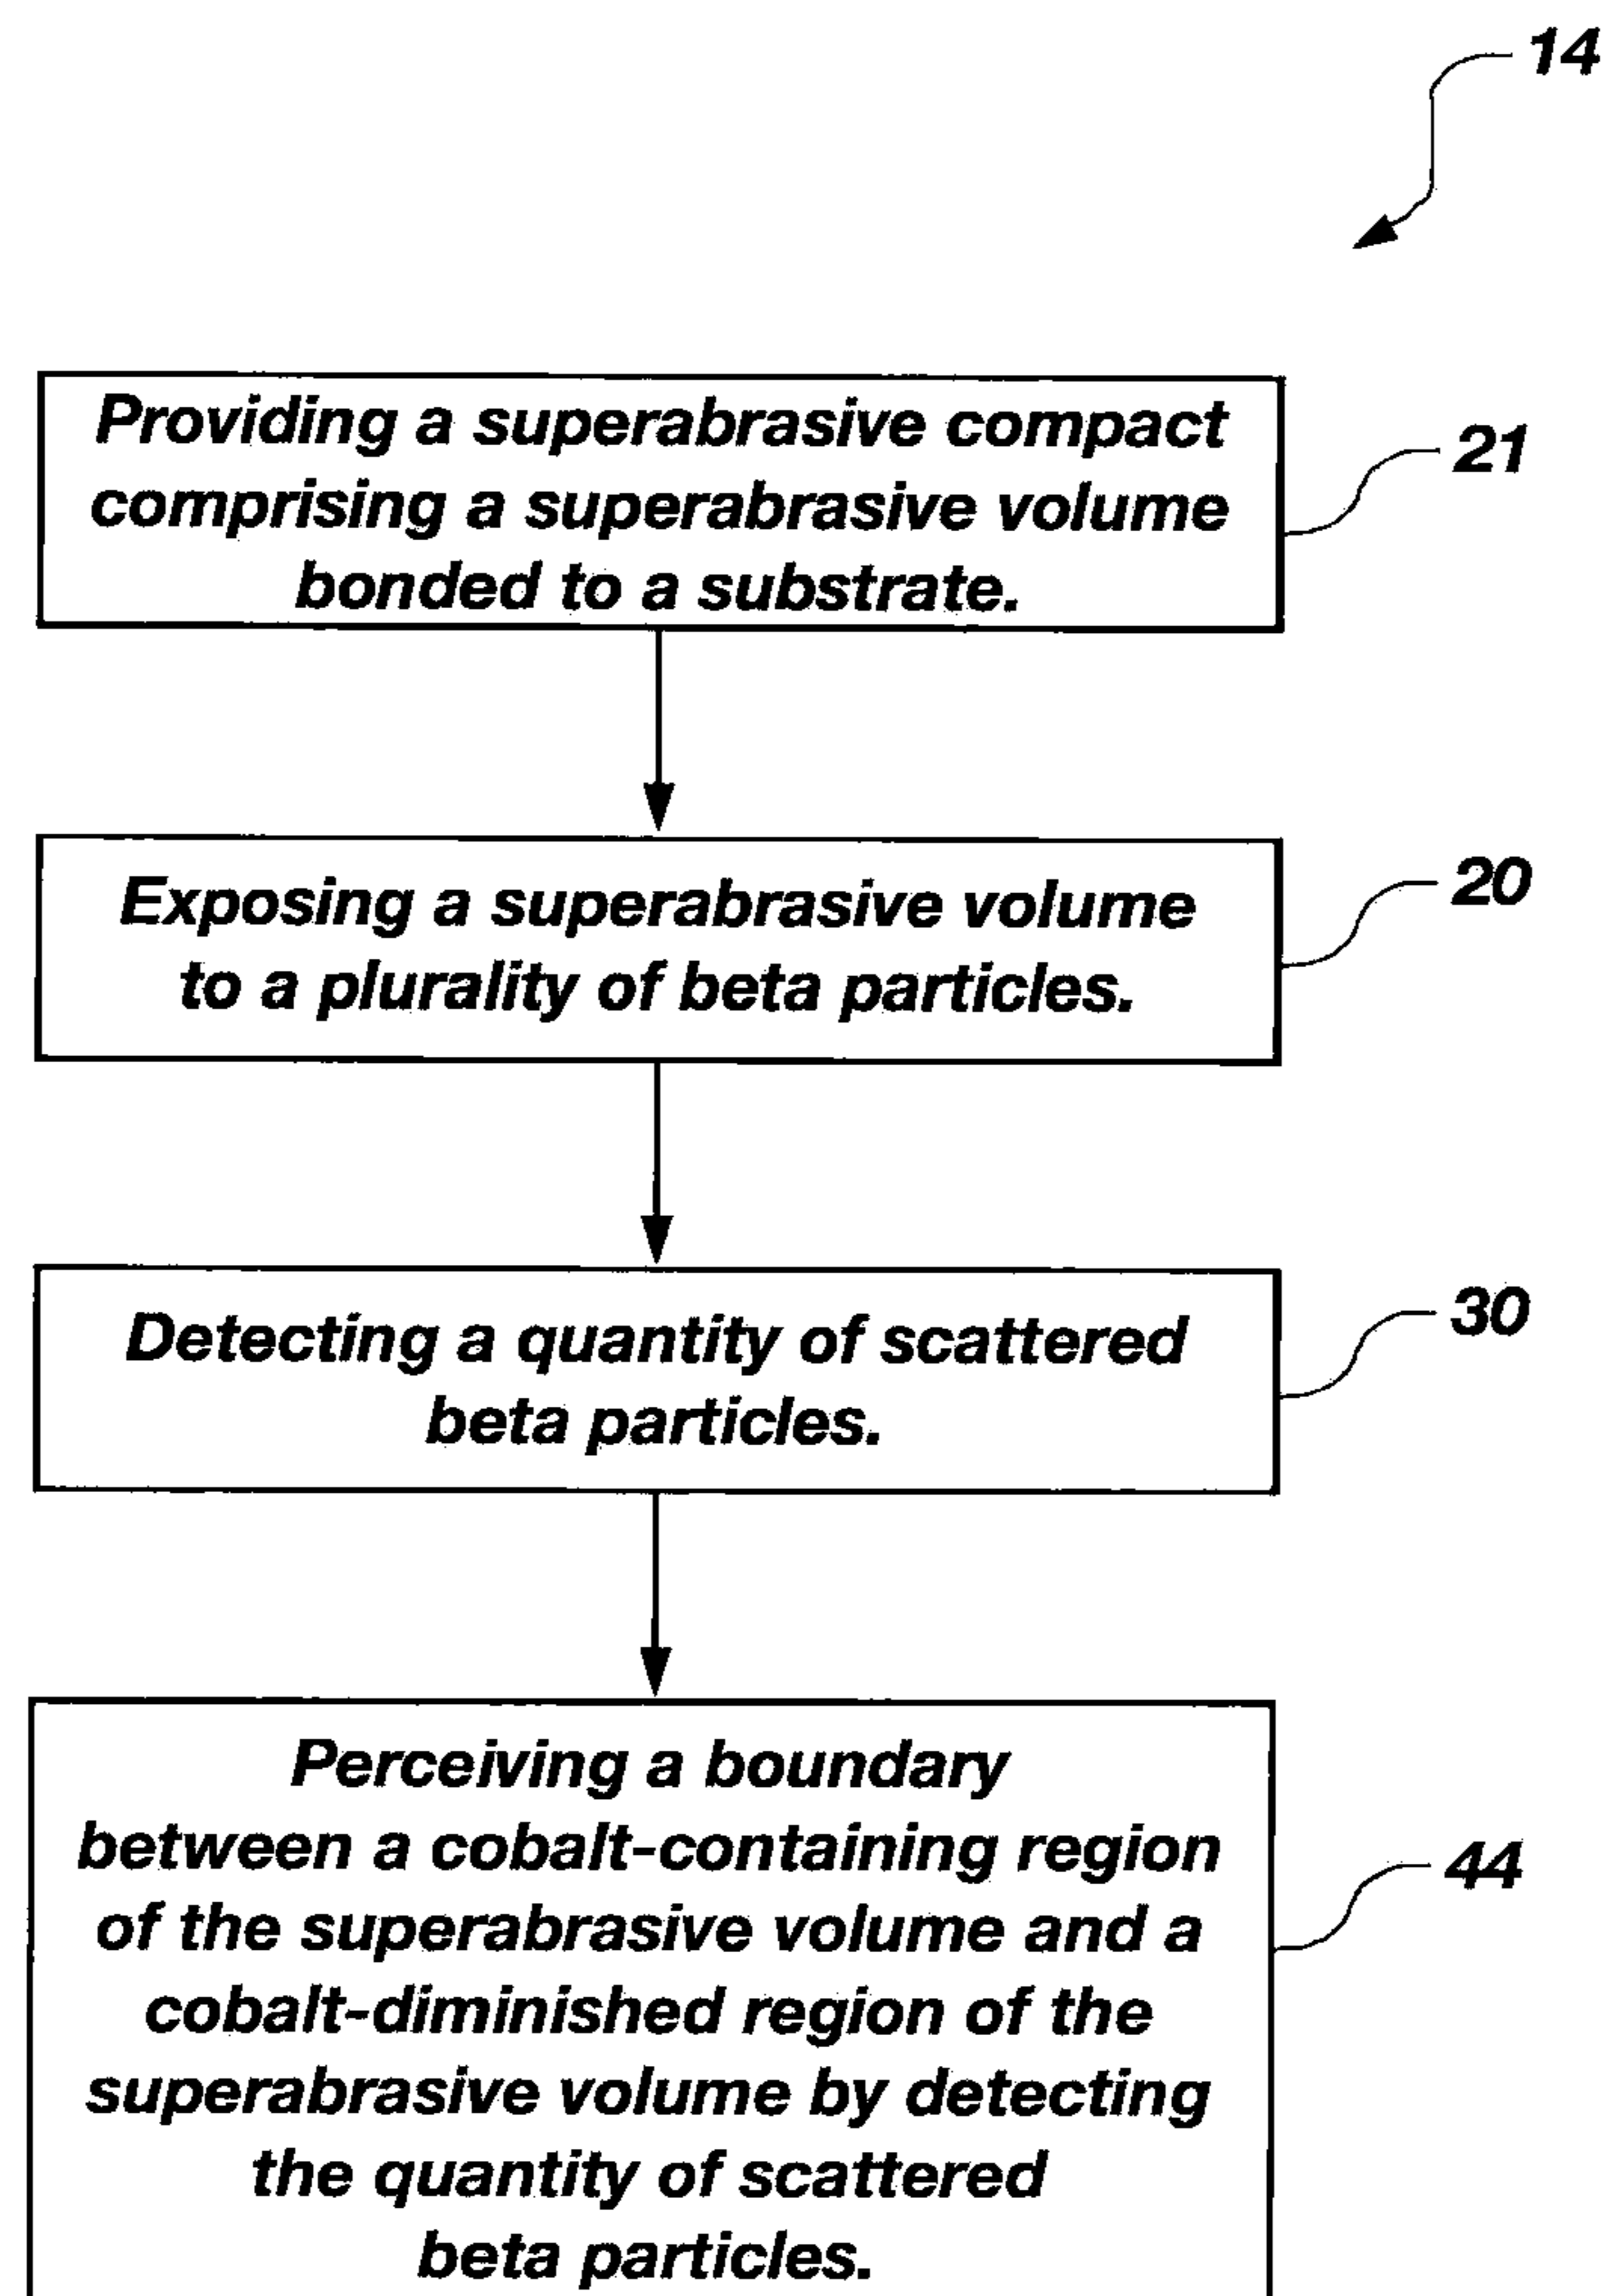 14
Providing a superabrasive compact
comprising a superabrasive volume
bonded to a substrate.
21
Exposing a superabrasive volume
to a plurality of beta particles.
20
Detecting a quantity of scattered
beta particles.
30
Perceiving a boundary
between a cobalt-containing region
of the superabrasive volume and a
cobalt-diminished region of the
superabrasive volume by detecting
the quantity of scattered
beta particles.
44